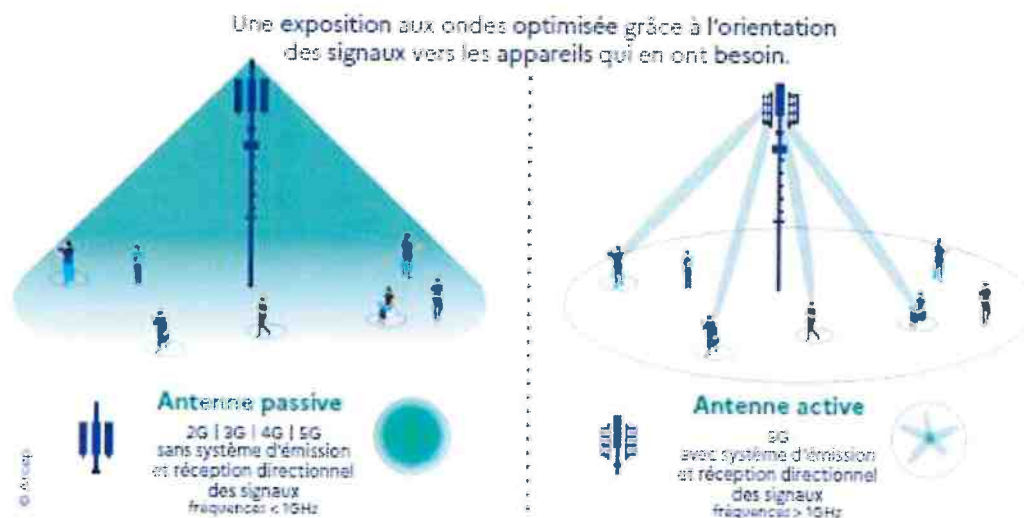 Une exposition aux ondes optimisée grâce à l'orientation
des signaux vers les appareils qui en ont besoin.
Antenne passive
2G | 3G | 4G | 5G
sans système d'émission
et réception directionnel
des signaux
fréquences < 1GHz
Antenne active
5G
avec système d'émission
et réception directionnel
des signaux
fréquences > 1GHz
© Arcep